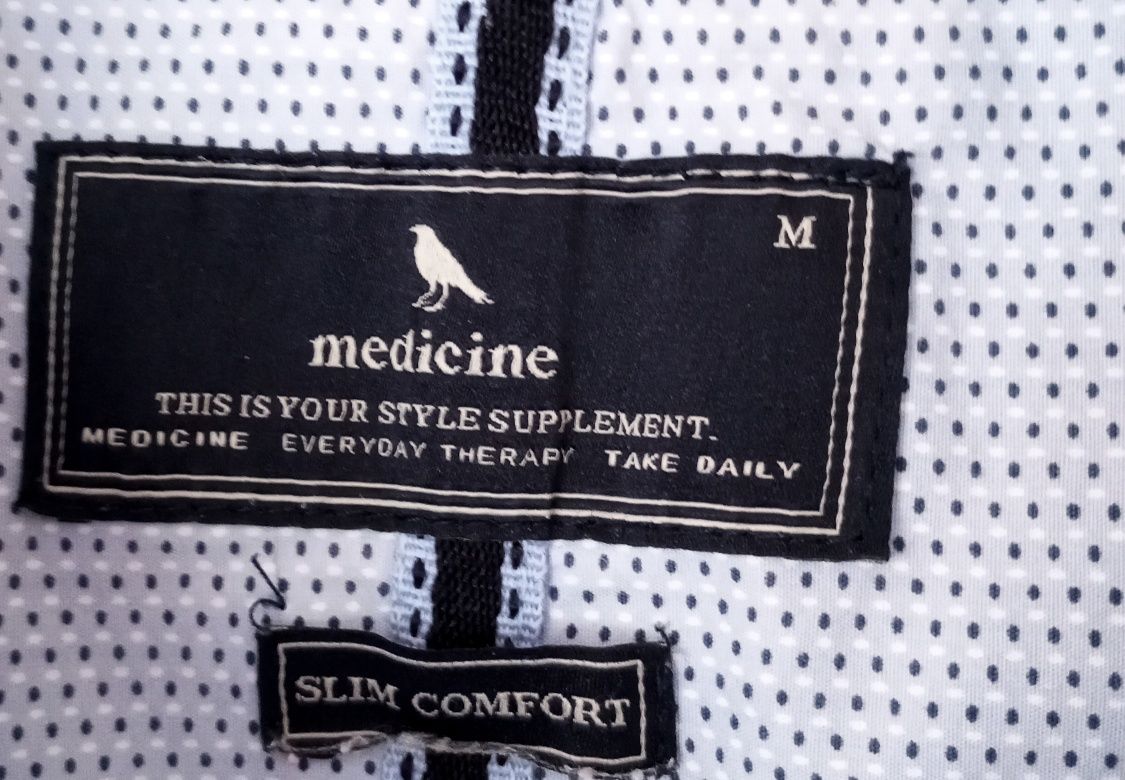 M
medicine
THIS IS YOUR STYLE SUPPLEMENT.
MEDICINE EVERYDAY THERAPY TAKE DAILY
SLIM COMFORT